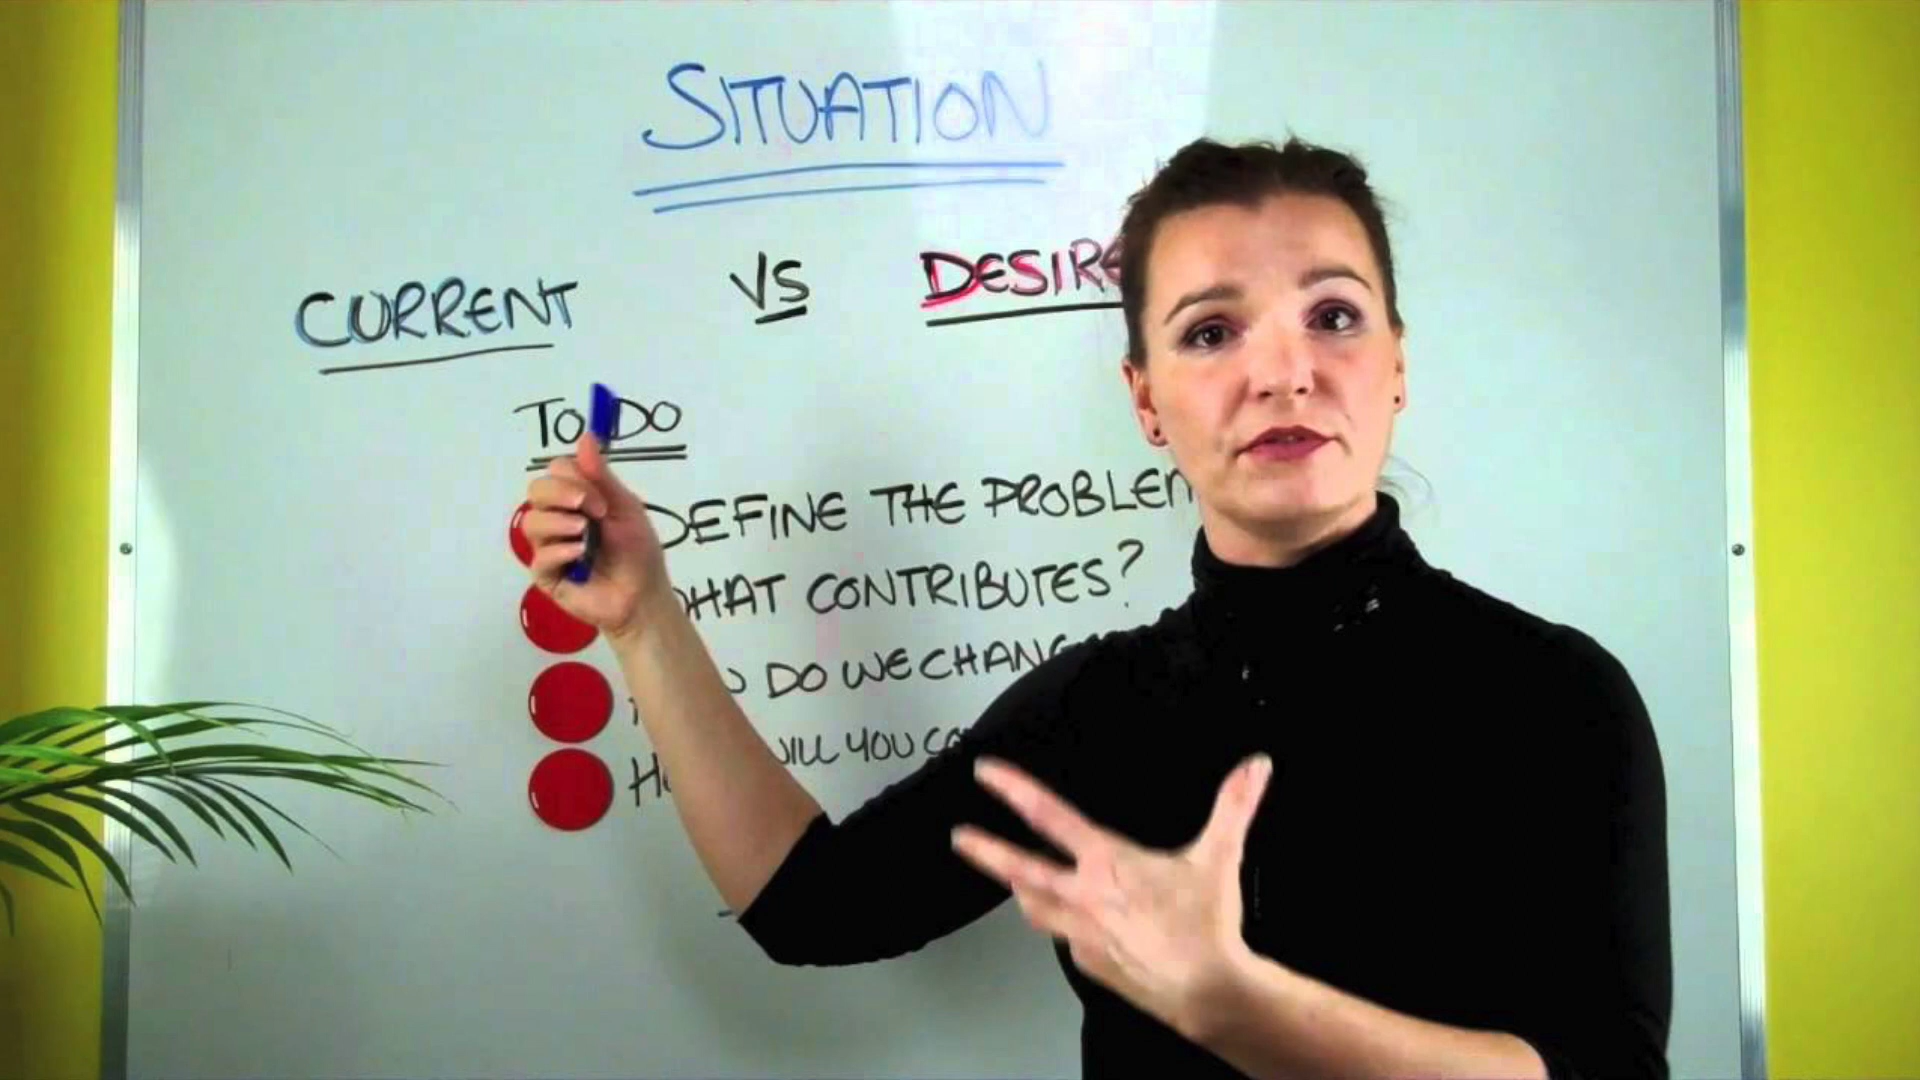 SITUATION
CURRENT VS DESIRE
TO DO
DEFINE THE PROBLEM
WHAT CONTRIBUTES?
DO WE CHANG
WILL YOU